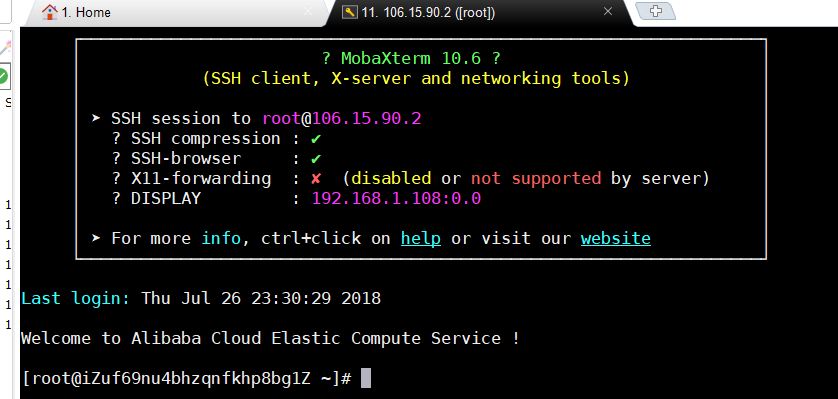 1. Home
11. 106.15.90.2 ([root])
? MobaXterm 10.6 ?
(SSH client, X-server and networking tools)
➤ SSH session to root@106.15.90.2
? SSH compression : ✔
? SSH-browser : ✔
? X11-forwarding : ✘ (disabled or not supported by server)
? DISPLAY : 192.168.1.108:0.0
➤ For more info, ctrl+click on help or visit our website
Last login: Thu Jul 26 23:30:29 2018
Welcome to Alibaba Cloud Elastic Compute Service !
[root@iZuf69nu4bhzqnfkhp8bg1Z ~]#